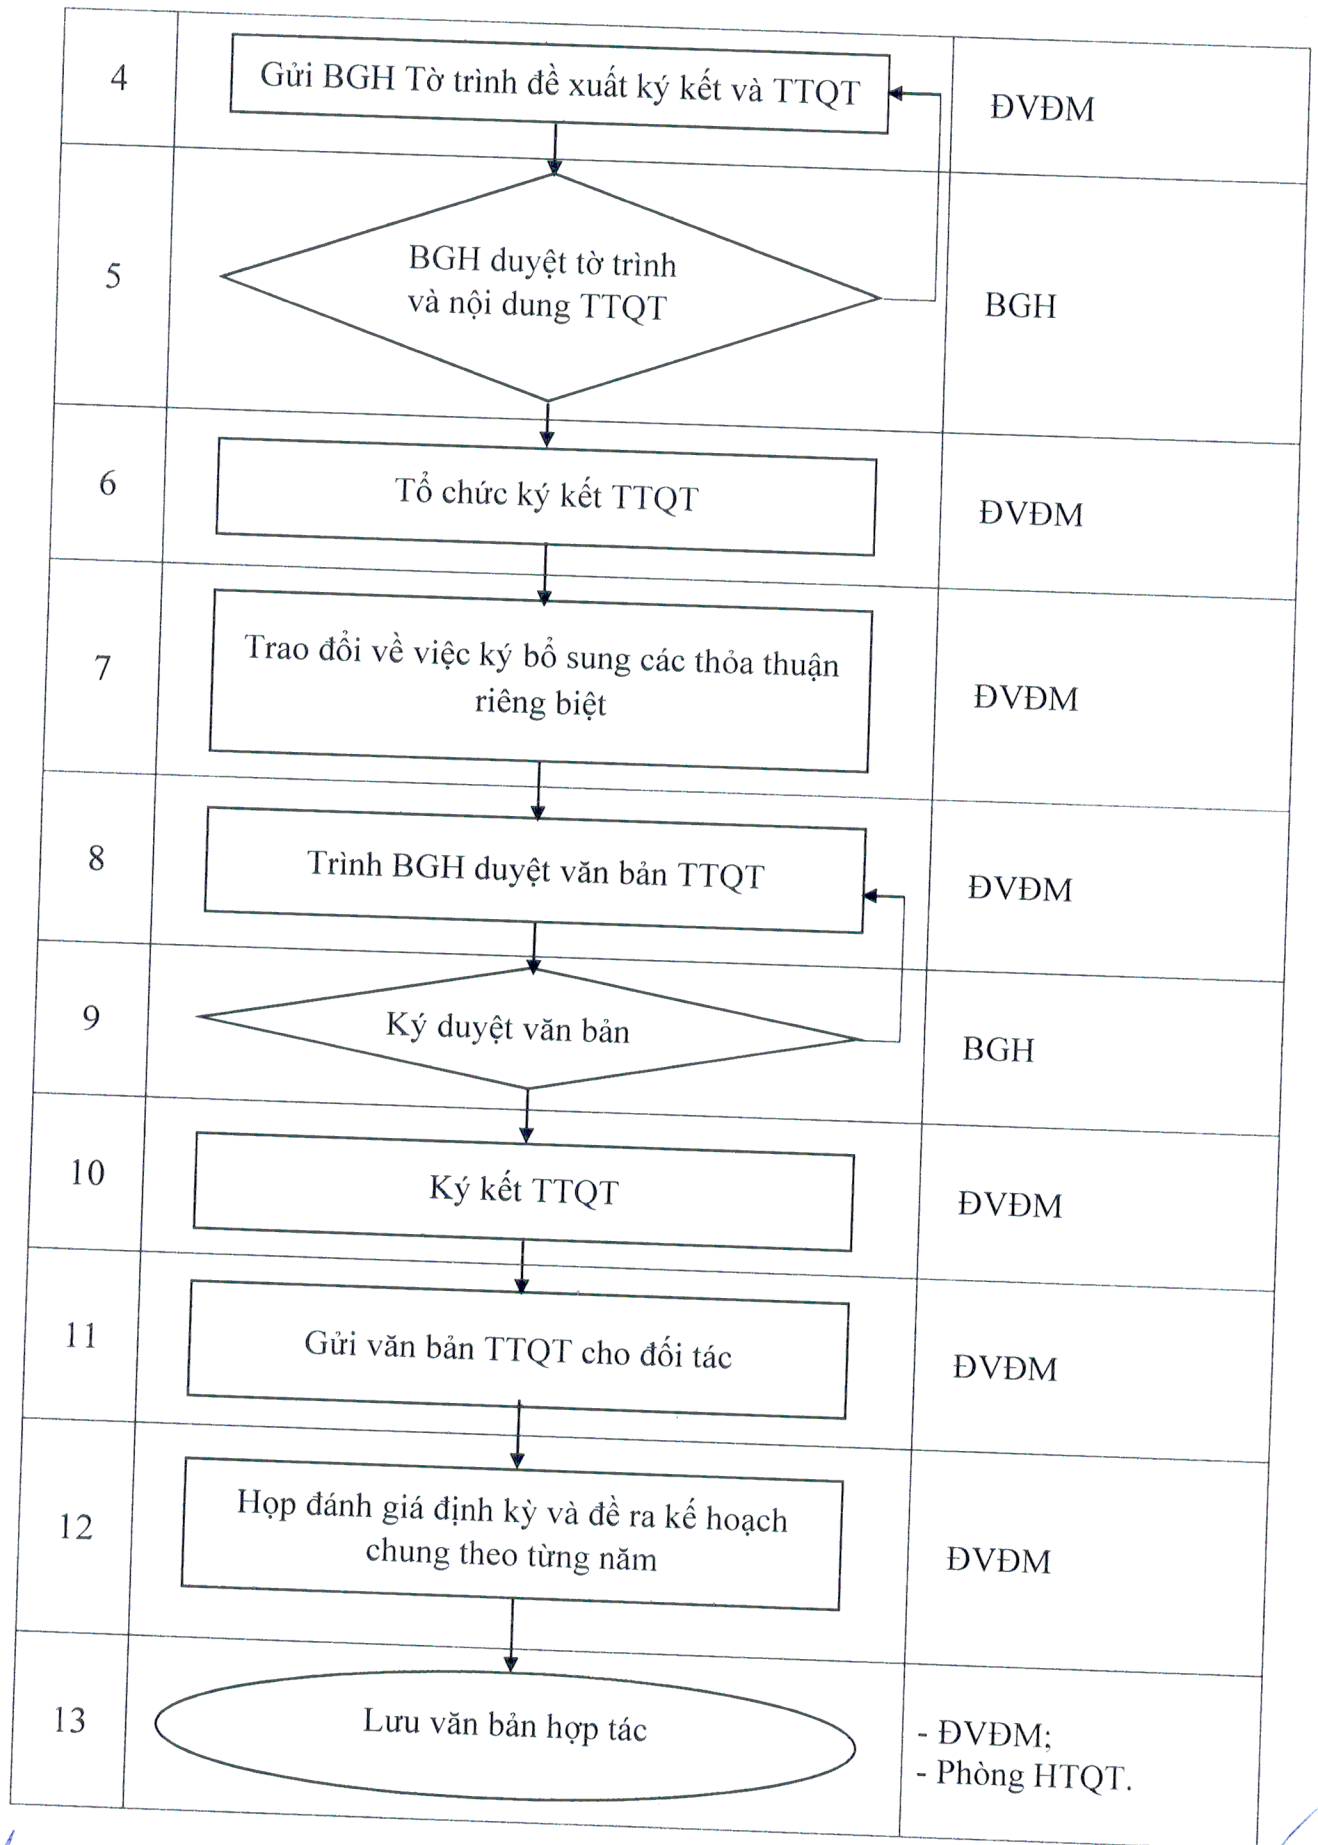 4
Gửi BGH Tờ trình đề xuất ký kết và TTQT
ĐVĐM
5
BGH duyệt tờ trình
và nội dung TTQT
BGH
6
Tổ chức ký kết TTQT
ĐVĐM
7
Trao đổi về việc ký bổ sung các thỏa thuận
riêng biệt
ĐVĐM
8
Trình BGH duyệt văn bản TTQT
ĐVĐM
9
Ký duyệt văn bản
BGH
10
Ký kết TTQT
ĐVĐM
11
Gửi văn bản TTQT cho đối tác
ĐVĐM
12
Họp đánh giá định kỳ và đề ra kế hoạch
chung theo từng năm
ĐVĐM
13
Lưu văn bản hợp tác
- ĐVĐM;
- Phòng HTQT.